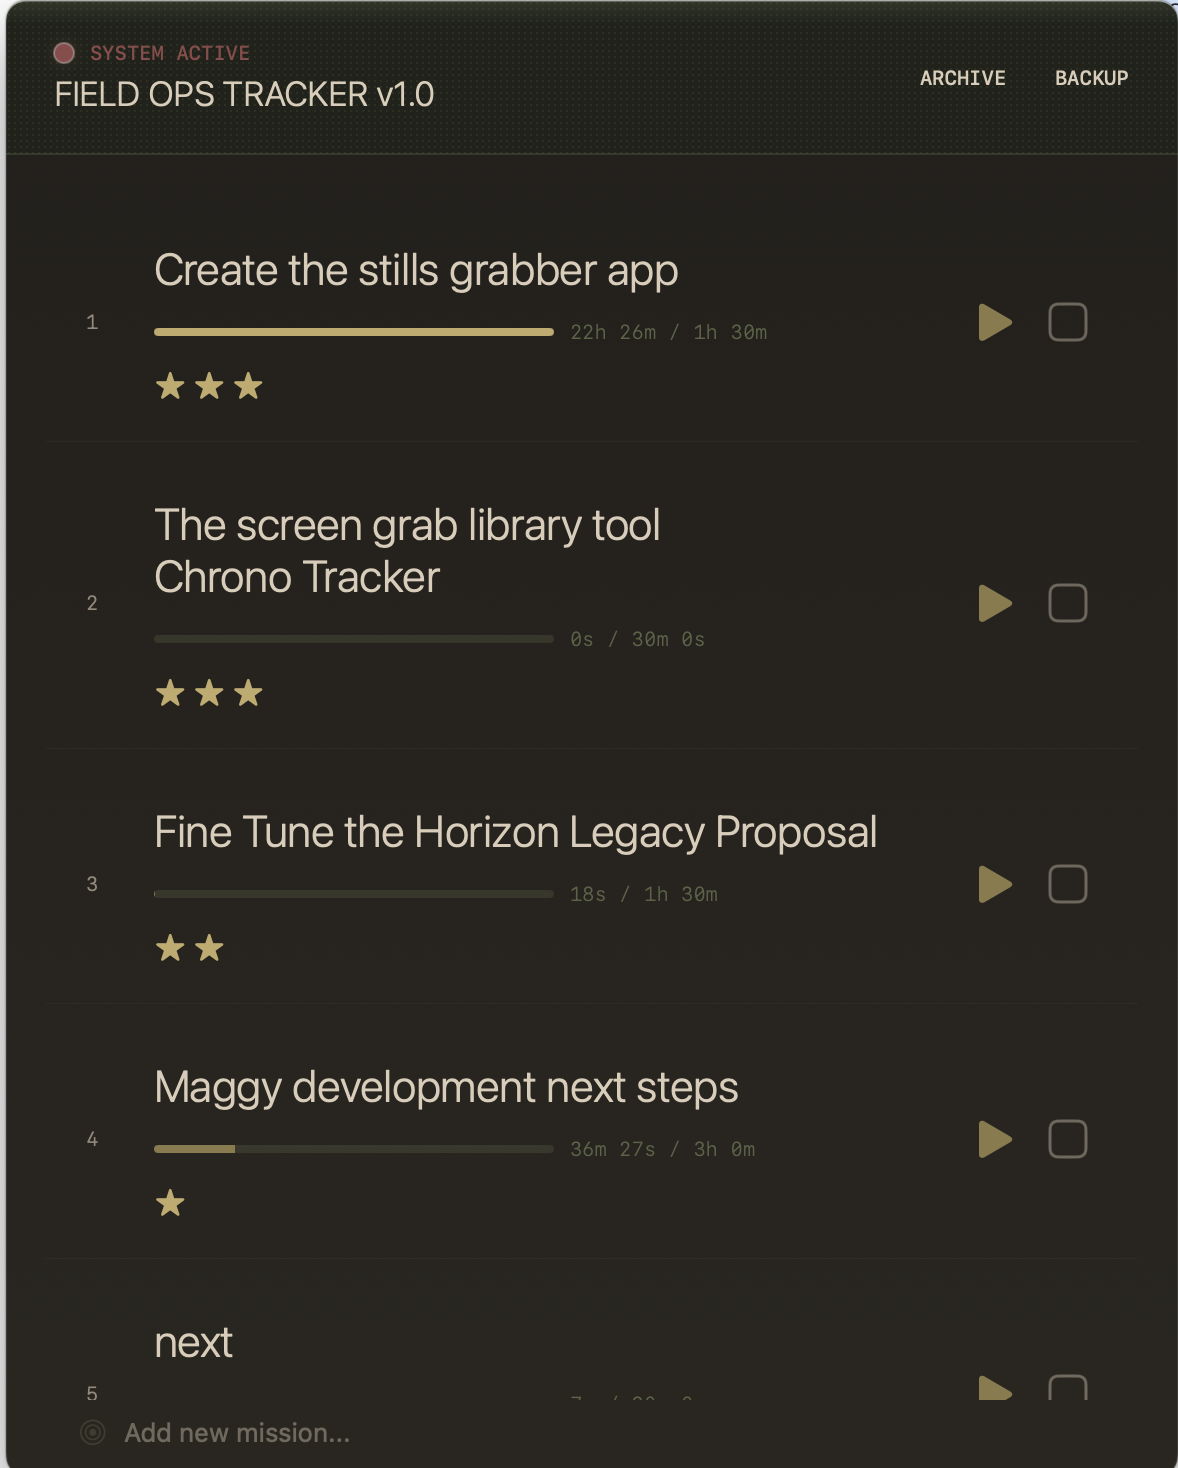 SYSTEM ACTIVE
FIELD OPS TRACKER v1.0
ARCHIVE
BACKUP
1
Create the stills grabber app
22h 26m / 1h 30m
2
The screen grab library tool
Chrono Tracker
0s / 30m 0s
3
Fine Tune the Horizon Legacy Proposal
18s / 1h 30m
4
Maggy development next steps
36m 27s / 3h 0m
5
next
Add new mission...